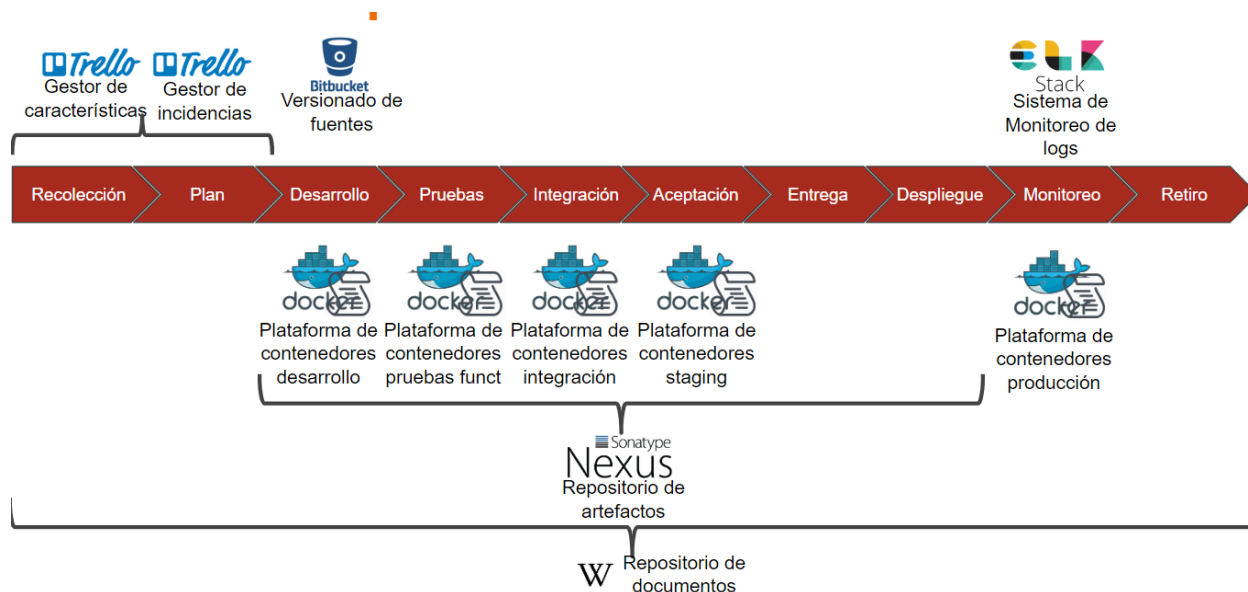 Trello
Gestor de
características
Trello
Gestor de
incidencias
Bitbucket
Versionado de
fuentes
Stack
Sistema de
Monitoreo de
logs
Recolección
Plan
Desarrollo
Pruebas
Integración
Aceptación
Entrega
Despliegue
Monitoreo
Retiro
docker
Plataforma de
contenedores
desarrollo
docker
Plataforma de
contenedores
pruebas funct
docker
Plataforma de
contenedores
integración
docker
Plataforma de
contenedores
staging
docker
Plataforma de
contenedores
producción
Sonatype
Nexus
Repositorio de
artefactos
W
Repositorio de
documentos